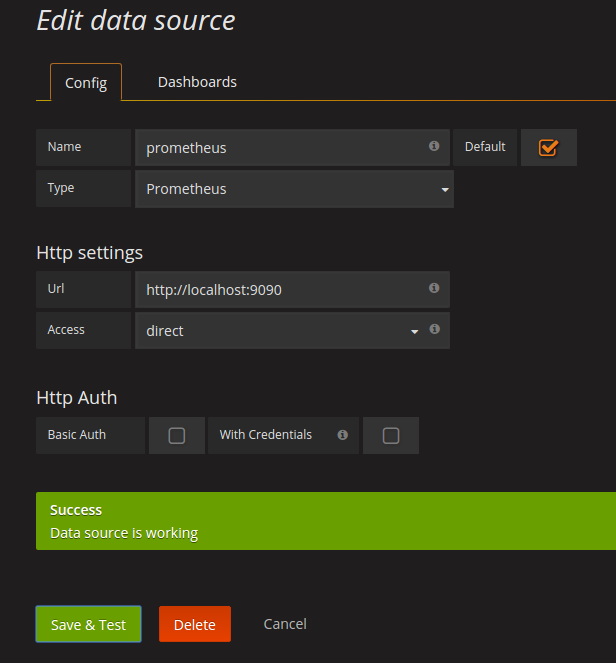 Edit data source
Config Dashboards
Name prometheus Default
Type Prometheus
Http settings
Url http://localhost:9090
Access direct
Http Auth
Basic Auth With Credentials
Success
Data source is working
Save & Test Delete Cancel